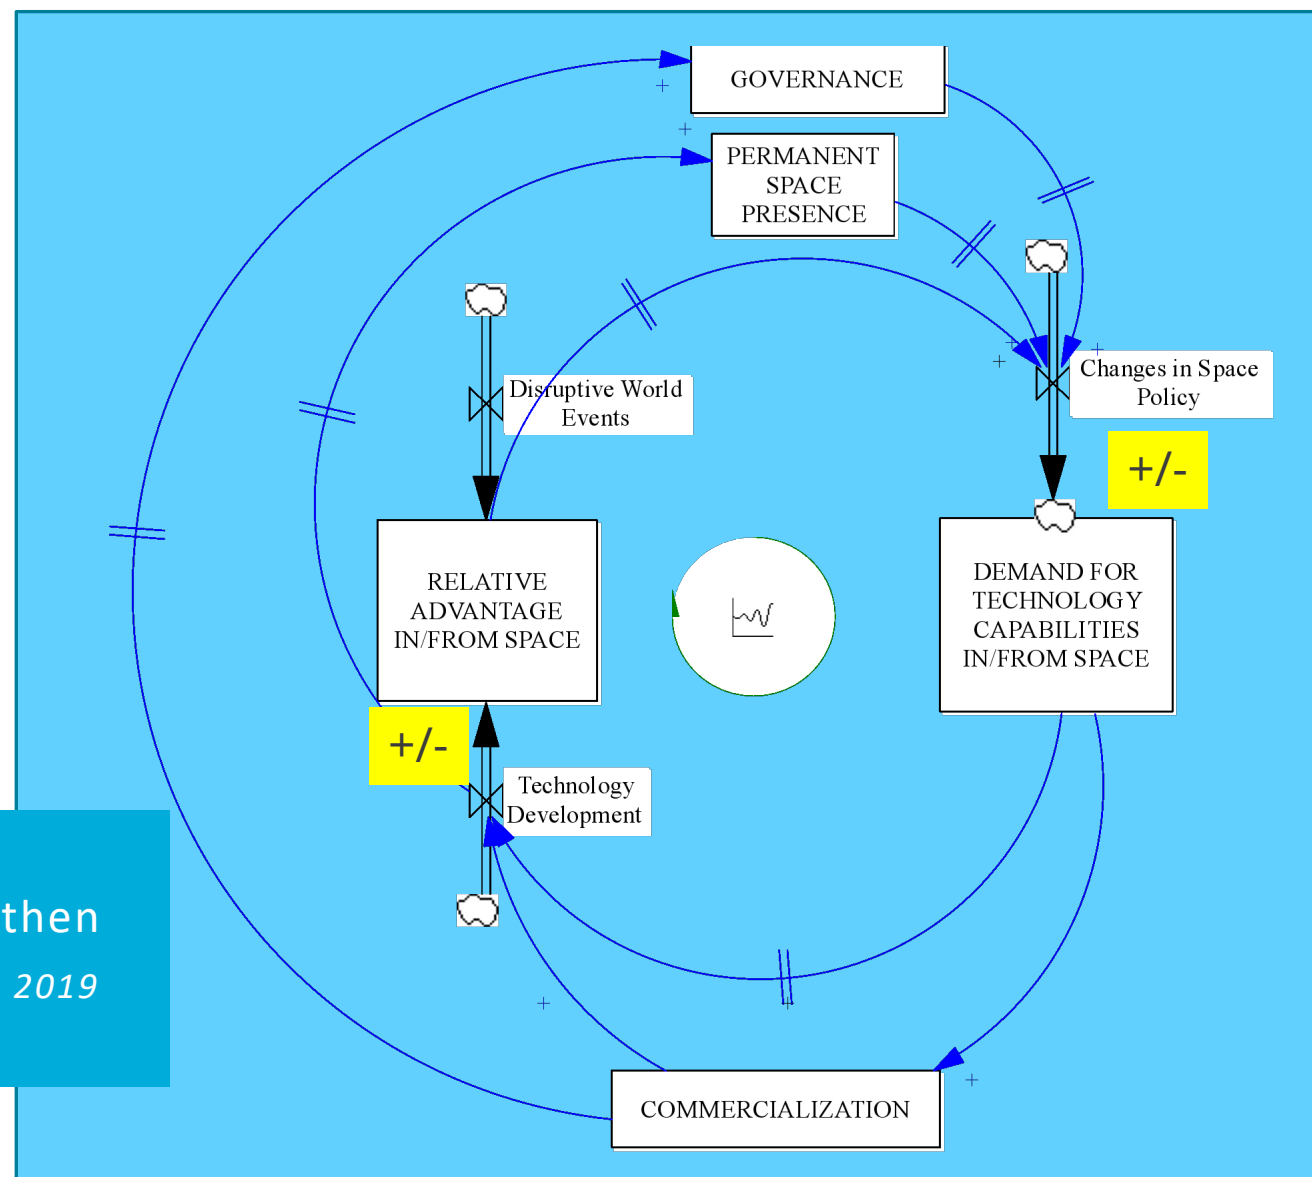 GOVERNANCE
PERMANENT
SPACE
PRESENCE
Disruptive World
Events
Changes in Space
Policy
+/-
RELATIVE
ADVANTAGE
IN/FROM SPACE
DEMAND FOR
TECHNOLOGY
CAPABILITIES
IN/FROM SPACE
+/-
Technology
Development
then
2019
COMMERCIALIZATION